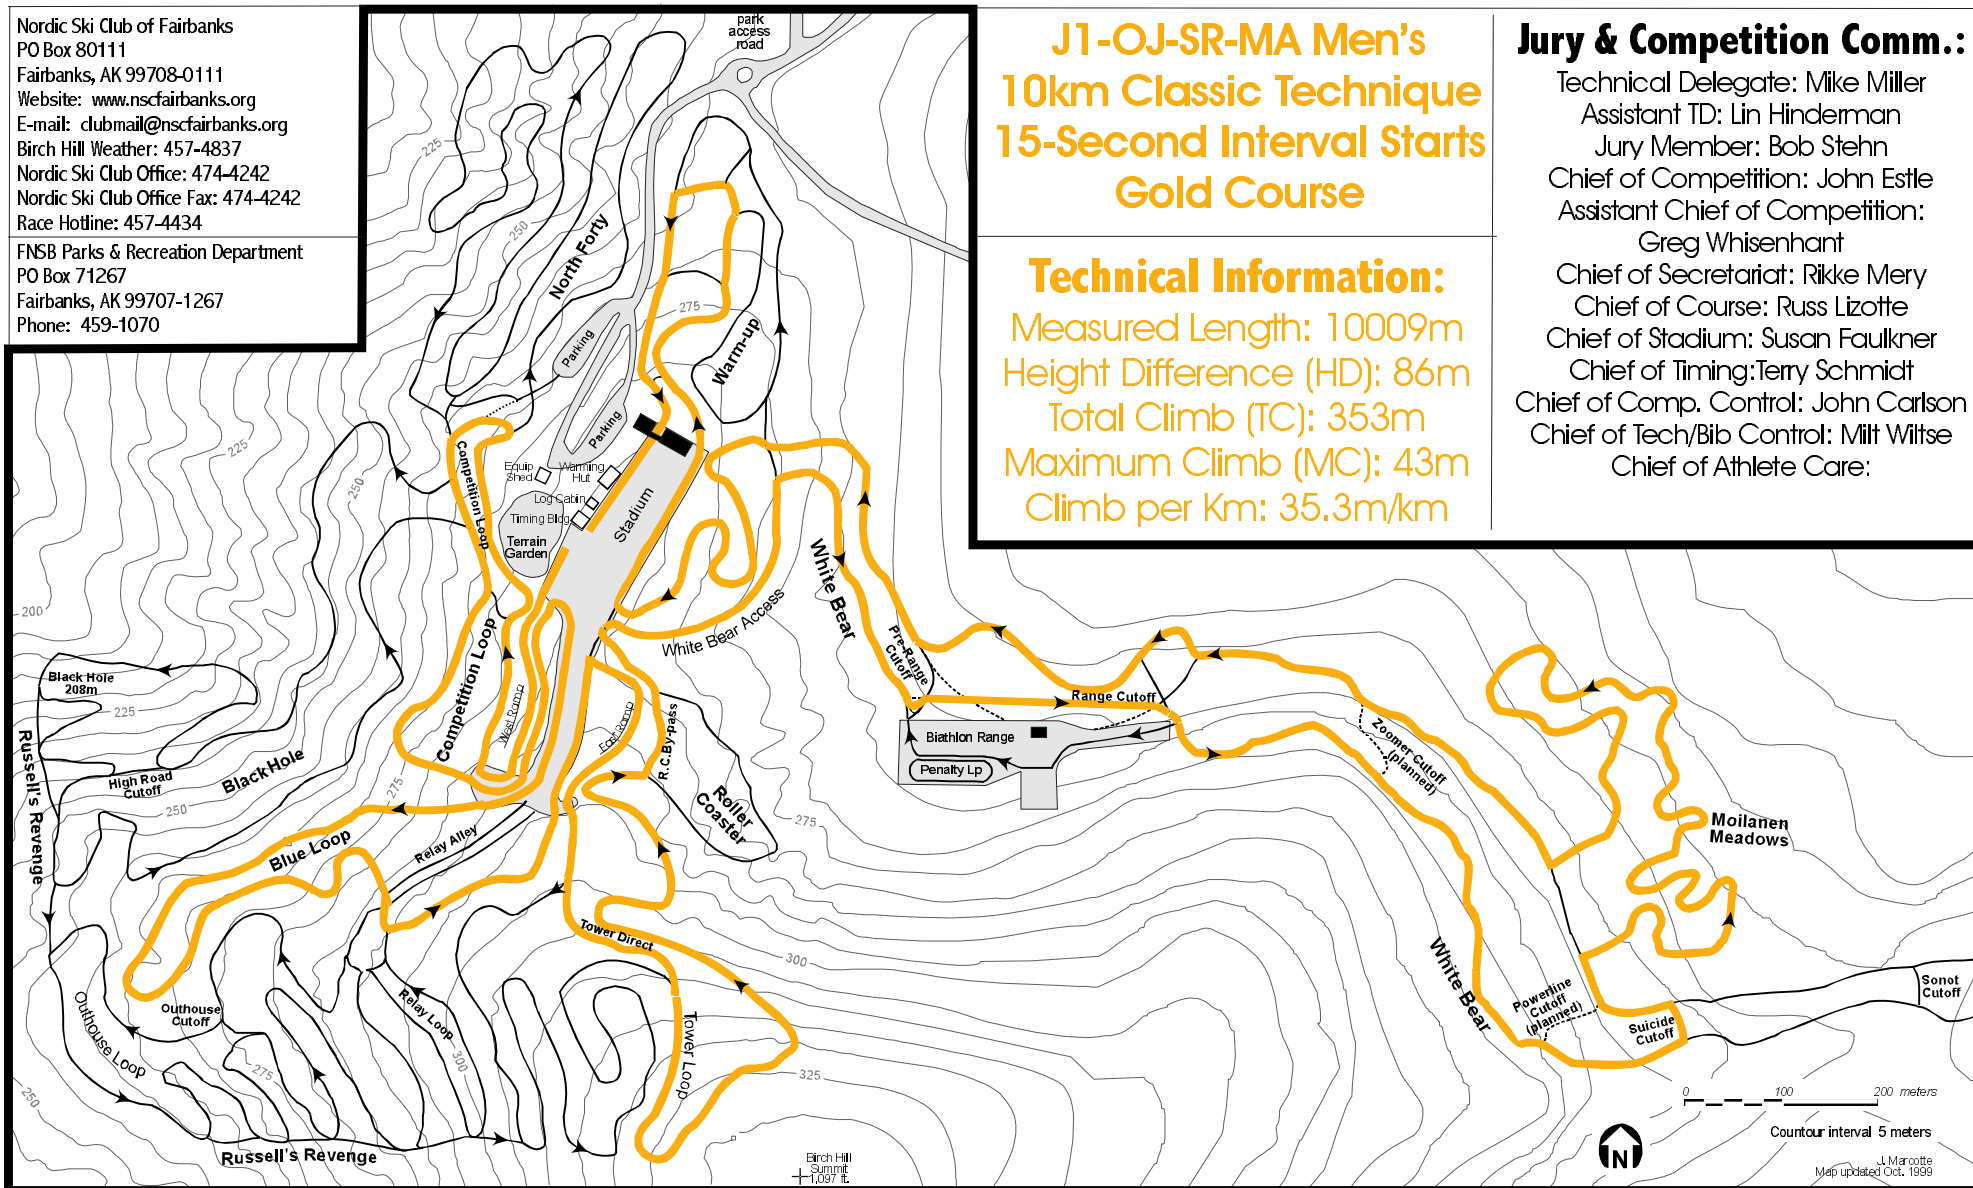 Nordic Ski Club of Fairbanks
PO Box 80111
Fairbanks, AK 99708-0111
Website: www.nscfairbanks.org
E-mail: clubmail@nscfairbanks.org
Birch Hill Weather: 457-4837
Nordic Ski Club Office: 474-4242
Nordic Ski Club Office Fax: 474-4242
Race Hotline: 457-4434
FNSB Parks & Recreation Department
PO Box 71267
Fairbanks, AK 99707-1267
Phone: 459-1070
J1-OJ-SR-MA Men's
10km Classic Technique
15-Second Interval Starts
Gold Course
Technical Information:
Measured Length: 10009m
Height Difference (HD): 86m
Total Climb (TC): 353m
Maximum Climb (MC): 43m
Climb per Km: 35.3m/km
Jury & Competition Comm.:
Technical Delegate: Mike Miller
Assistant TD: Lin Hinderman
Jury Member: Bob Stehn
Chief of Competition: John Estle
Assistant Chief of Competition:
Greg Whisenhant
Chief of Secretariat: Rikke Mery
Chief of Course: Russ Lizotte
Chief of Stadium: Susan Faulkner
Chief of Timing:Terry Schmidt
Chief of Comp. Control: John Carlson
Chief of Tech/Bib Control: Milt Wiltse
Chief of Athlete Care:
park
access
road
225
250
North Forty
275
Parking
Warm-up
Parking
Competition Loop
Equip
Shed
Warming
Hut
Log Cabin
Timing Bldg
Stadium
Terrain
Garden
225
250
200
White Bear
White Bear Access
Pre-Range
Cutoff
Competition Loop
West Ramp
East Ramp
R.C.By-pass
Range Cutoff
Biathlon Range
Penalty Lp
Zoomer Cutoff
(planned)
Black Hole
208m
225
Russell's Revenge
High Road
Cutoff
Black Hole
250
275
Roller
Coaster
275
Moilanen
Meadows
Blue Loop
Relay Alley
Tower Direct
300
White Bear
Powerline
Cutoff
(planned)
Suicide
Cutoff
Sonot
Cutoff
Outhouse
Cutoff
Outhouse Loop
Relay Loop
300
275
250
Tower Loop
325
Russell's Revenge
Birch Hill
Summit
1,097 ft.
0 100 200 meters
Countour interval 5 meters
N
J. Marcotte
Map updated Oct. 1999